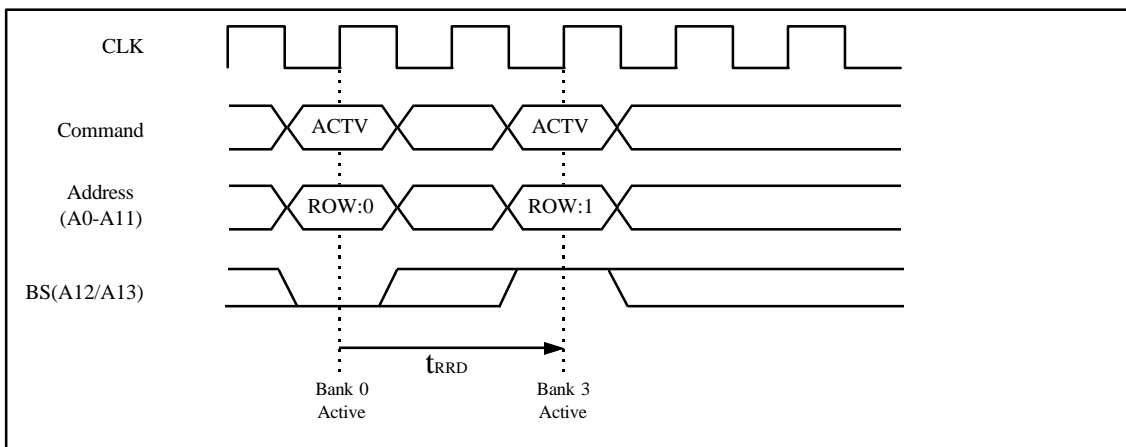 CLK
Command
ACTV
ACTV
Address
(A0-A11)
ROW:0
ROW:1
BS(A12/A13)
tRRD
Bank 0
Active
Bank 3
Active